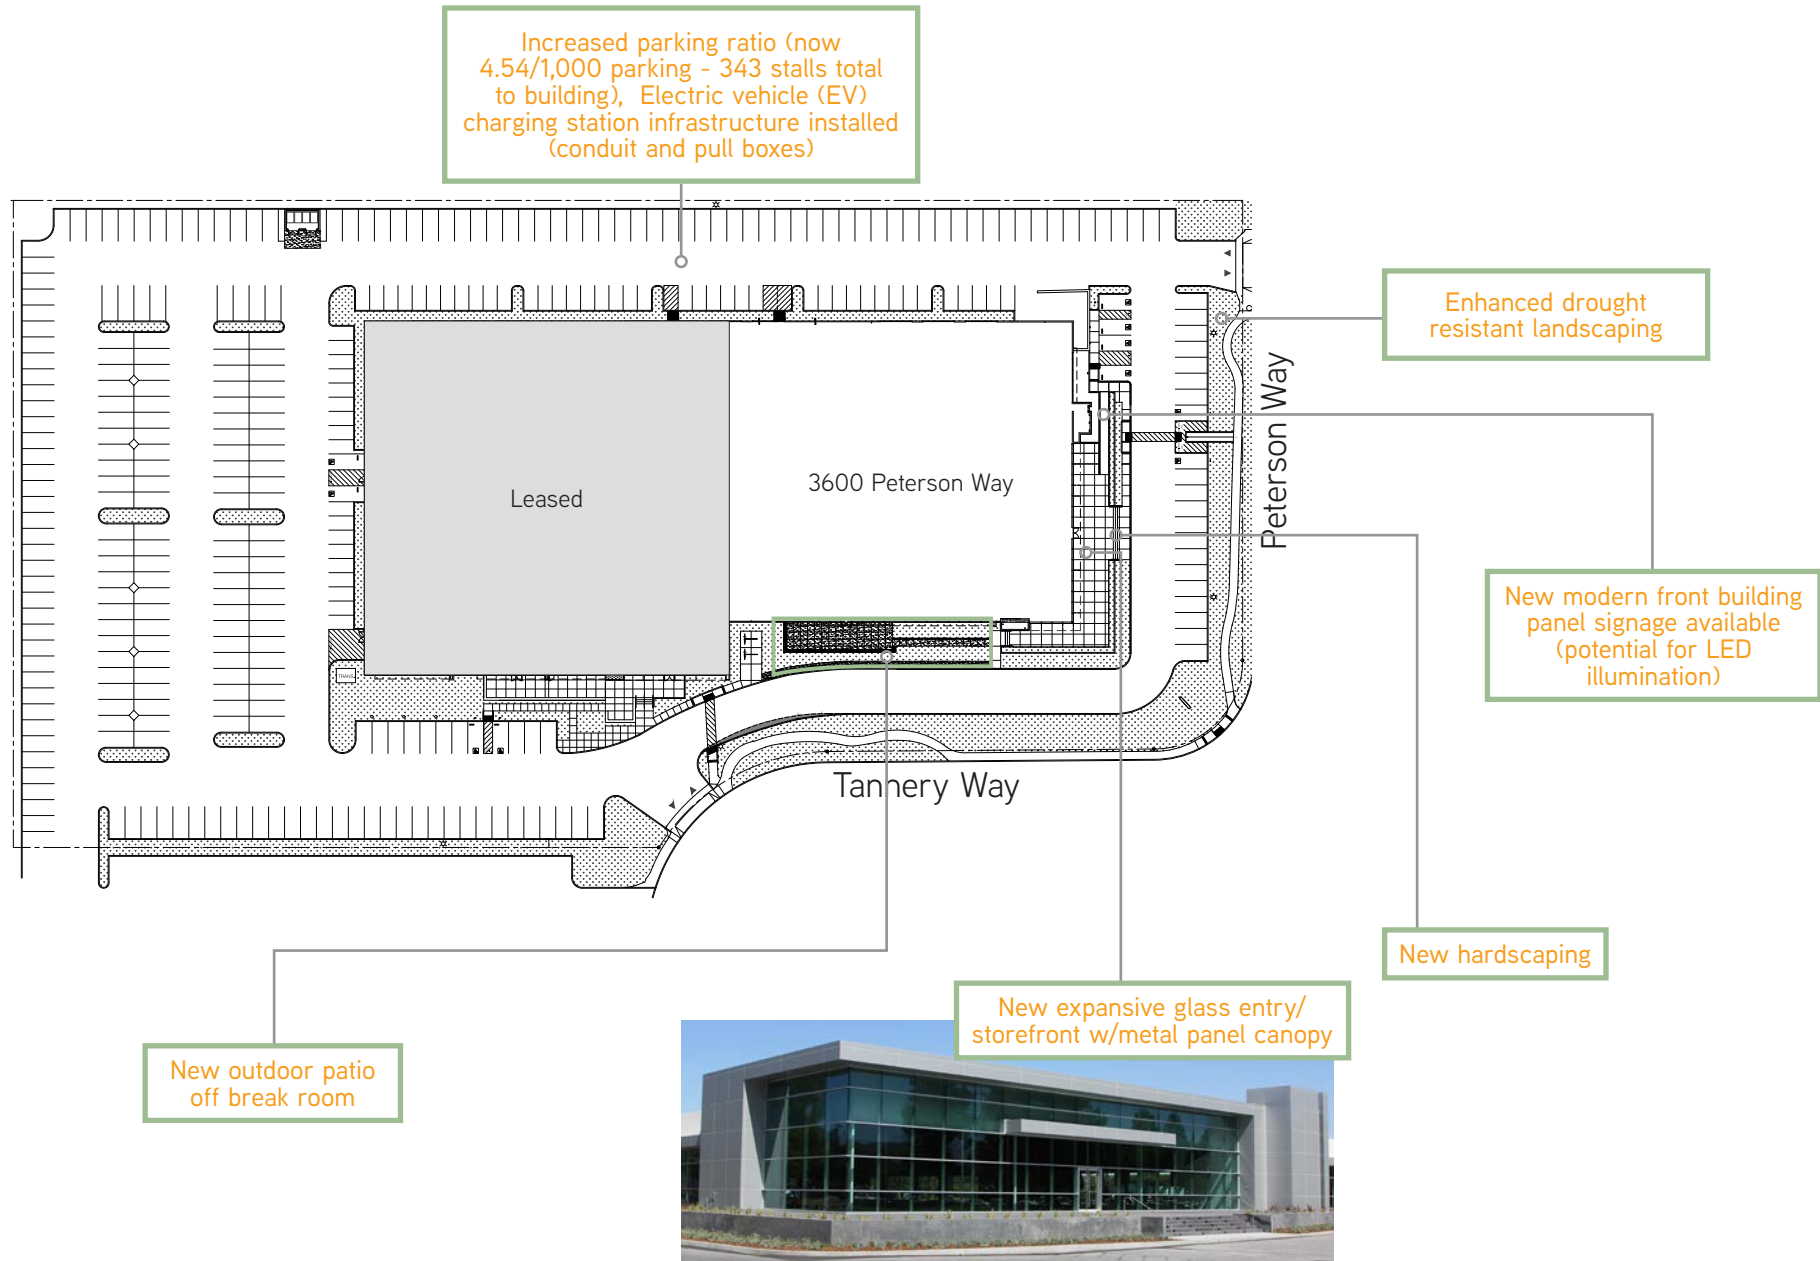 Increased parking ratio (now
4.54/1,000 parking - 343 stalls total
to building), Electric vehicle (EV)
charging station infrastructure installed
(conduit and pull boxes)
Enhanced drought
resistant landscaping
Peterson Way
Leased
3600 Peterson Way
New modern front building
panel signage available
(potential for LED
illumination)
TRANS
Tannery Way
New hardscaping
New expansive glass entry/
storefront w/metal panel canopy
New outdoor patio
off break room